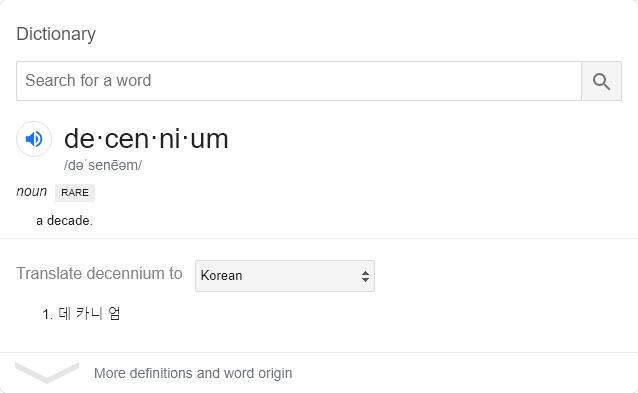 Dictionary
Search for a word
de·cen·ni·um
/dəˈsenēəm/
noun RARE
a decade.
Translate decennium to Korean
1. 데 카니 엄
More definitions and word origin